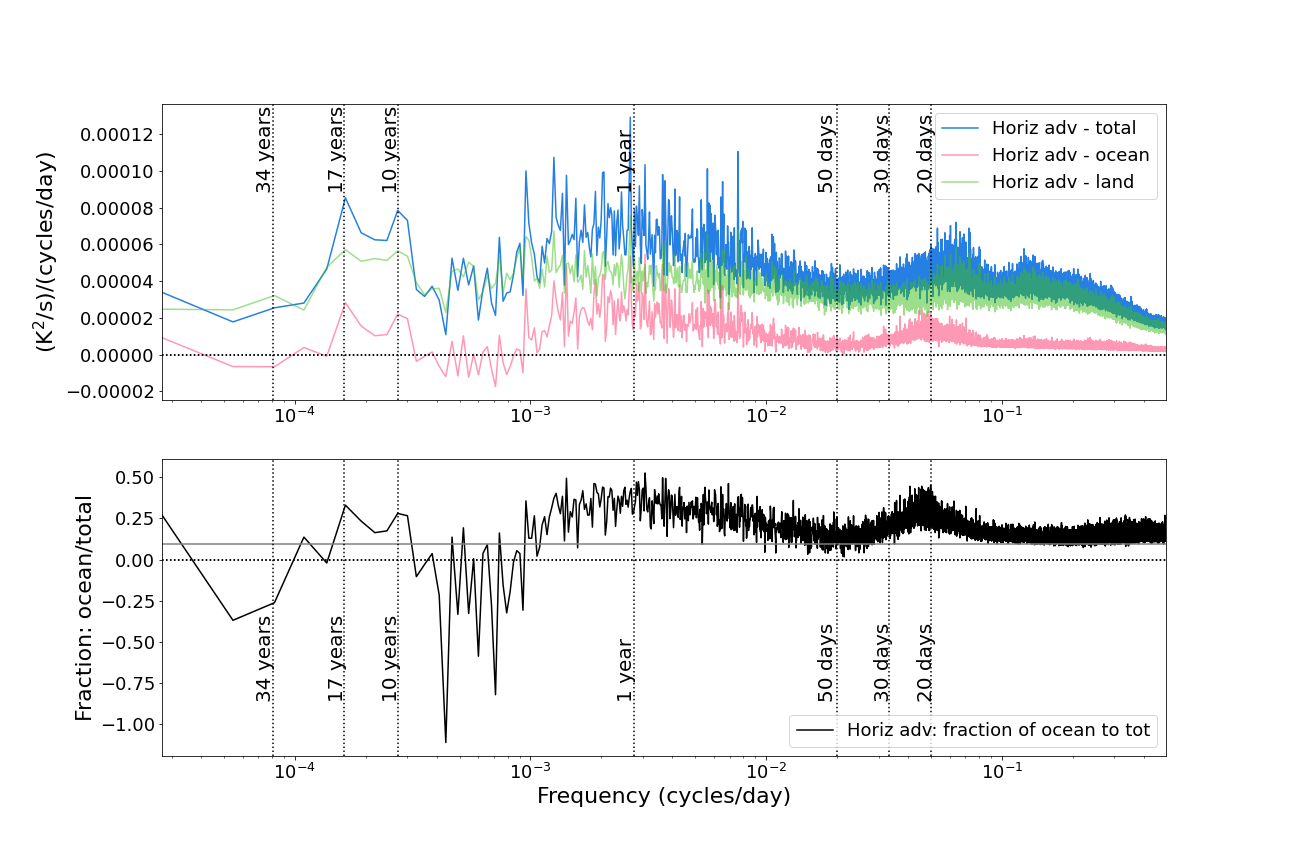 (K²/s)/(cycles/day)
0.00012
0.00010
0.00008
0.00006
0.00004
0.00002
0.00000
−0.00002
34 years
17 years
10 years
1 year
50 days
30 days
20 days
Horiz adv - total
Horiz adv - ocean
Horiz adv - land
10⁻⁴
10⁻³
10⁻²
10⁻¹
Fraction: ocean/total
0.50
0.25
0.00
−0.25
−0.50
−0.75
−1.00
34 years
17 years
10 years
1 year
50 days
30 days
20 days
Horiz adv: fraction of ocean to tot
10⁻⁴
10⁻³
10⁻²
10⁻¹
Frequency (cycles/day)